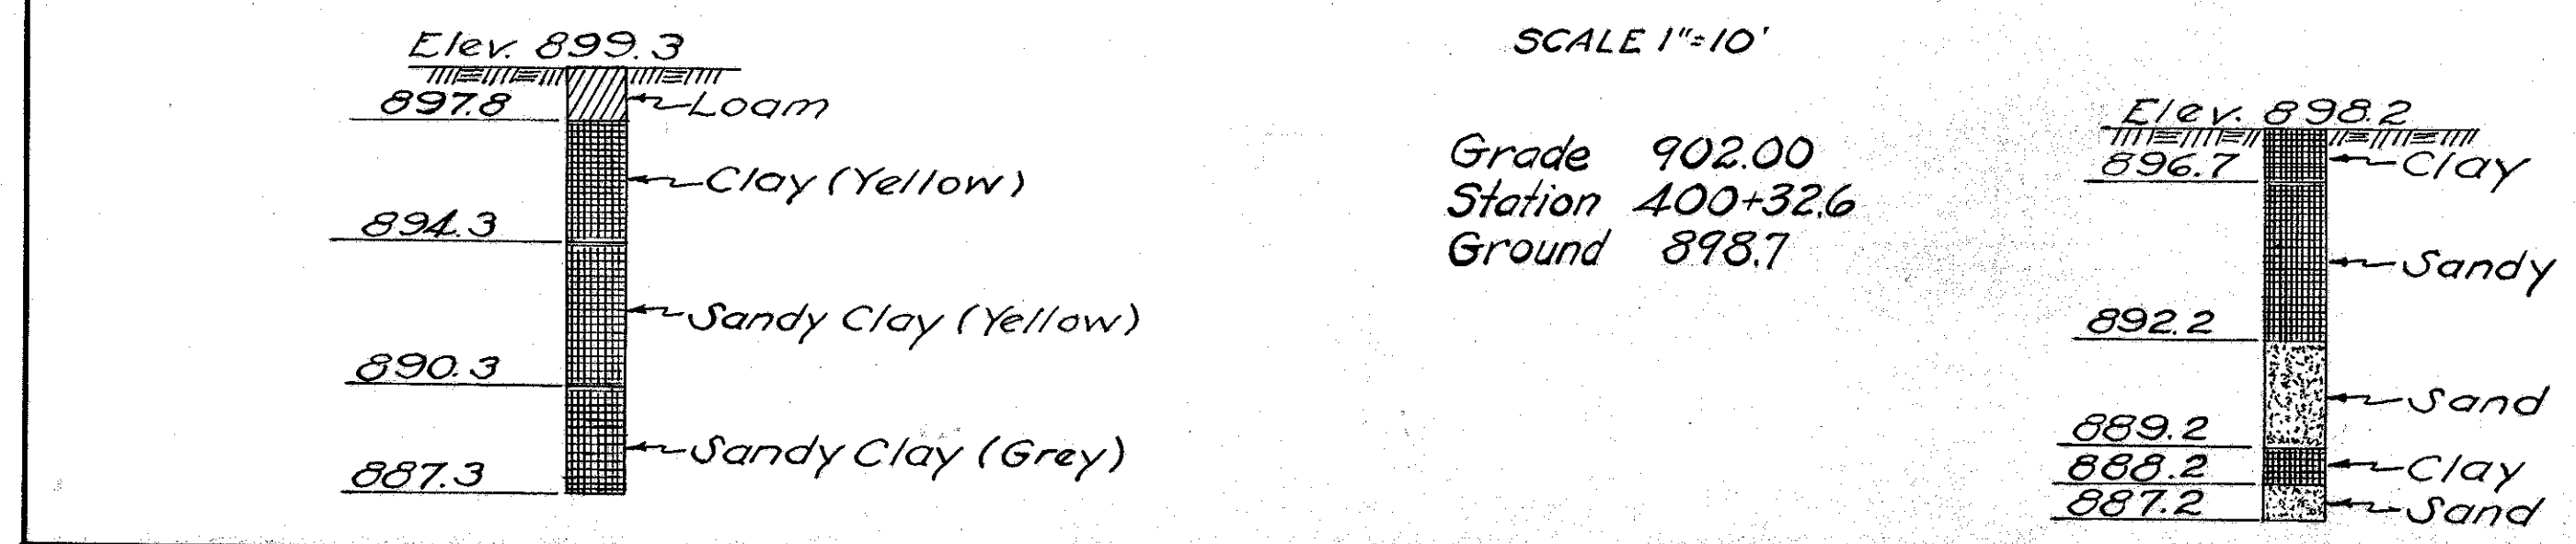 Elev. 899.3
897.8
Loam
Clay (Yellow)
894.3
Sandy Clay (Yellow)
890.3
Sandy Clay (Grey)
887.3
SCALE 1"=10'
Grade 902.00
Station 400+32.6
Ground 898.7
Elev. 898.2
896.7
Clay
Sandy
892.2
Sand
889.2
888.2
Clay
887.2
Sand